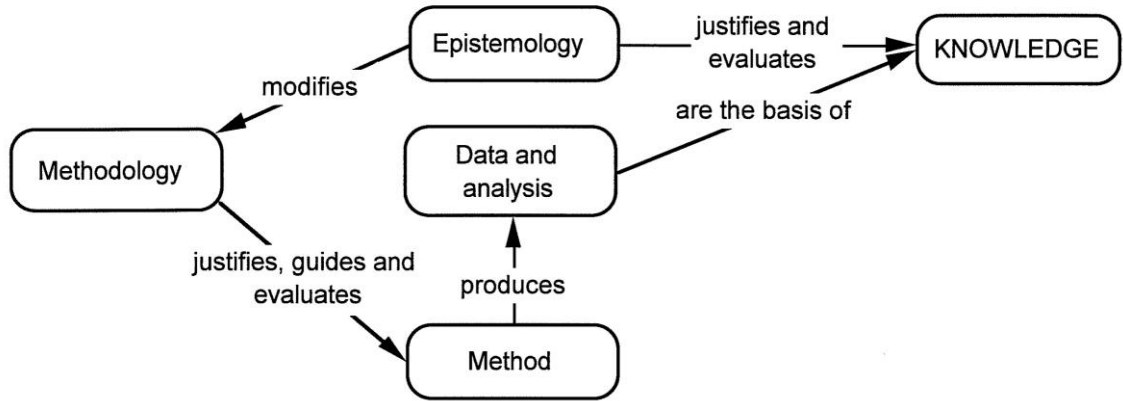 Epistemology
justifies and
evaluates
KNOWLEDGE
modifies
are the basis of
Methodology
Data and
analysis
justifies, guides and
evaluates
produces
Method